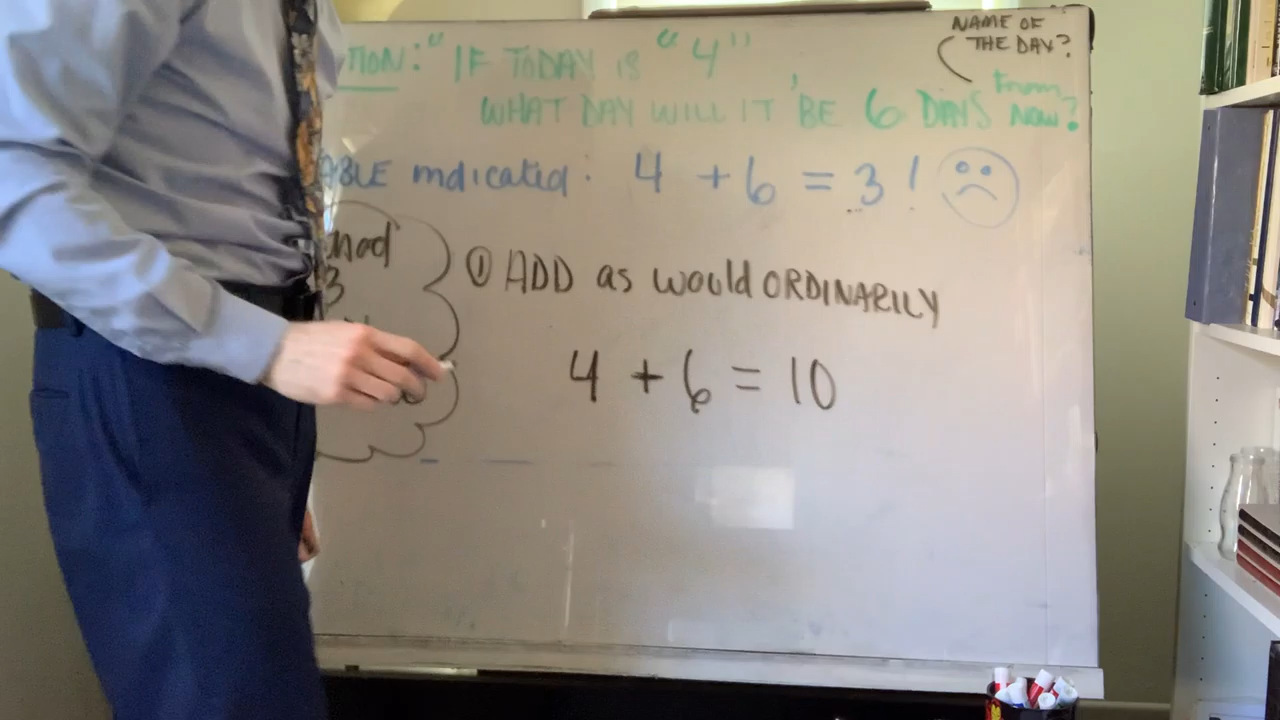 TION: "IF TODAY IS "4",
WHAT DAY WILL IT BE 6 DAYS From Now?
NAME OF
THE DAY?
ABLE indicated: 4 + 6 = 3!
hod
3
① ADD as would ORDINARILY
4 + 6 = 10